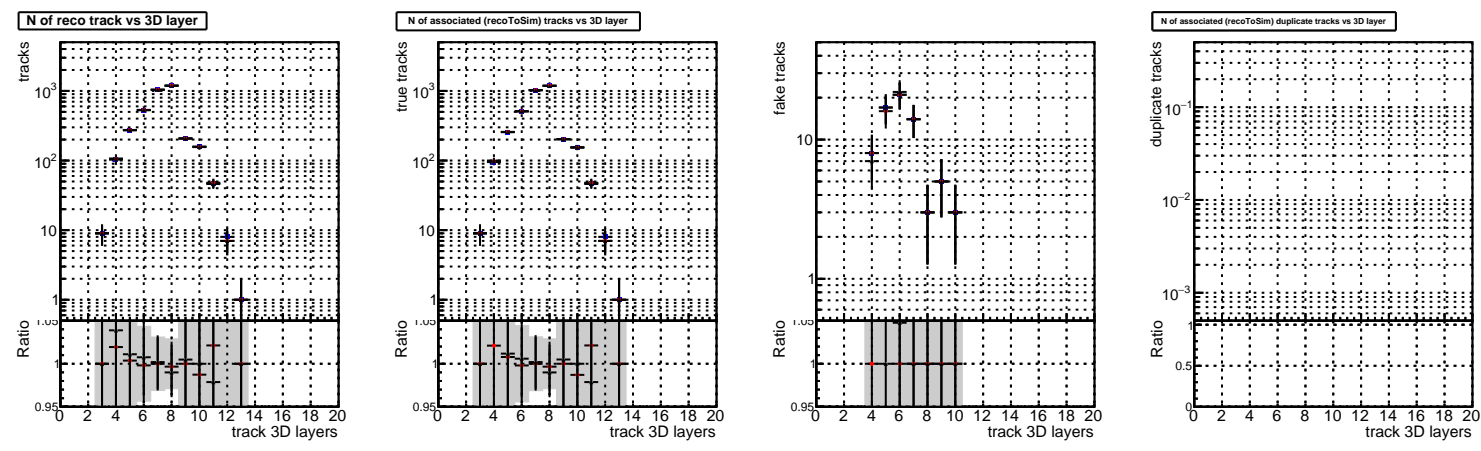 N of reco track vs 3D layer
tracks
10³
10²
10
1
Ratio
1.05
1
0.95
0 2 4 6 8 10 12 14 16 18 20
track 3D layers
N of associated (recoToSim) tracks vs 3D layer
true tracks
10³
10²
10
1
Ratio
1.05
1
0.95
0 2 4 6 8 10 12 14 16 18 20
track 3D layers
fake tracks
10
1
Ratio
1.05
1
0.95
0 2 4 6 8 10 12 14 16 18 20
track 3D layers
N of associated (recoToSim) duplicate tracks vs 3D layer
duplicate tracks
10⁻¹
10⁻²
10⁻³
Ratio
1
0.5
0
0 2 4 6 8 10 12 14 16 18 20
track 3D layers